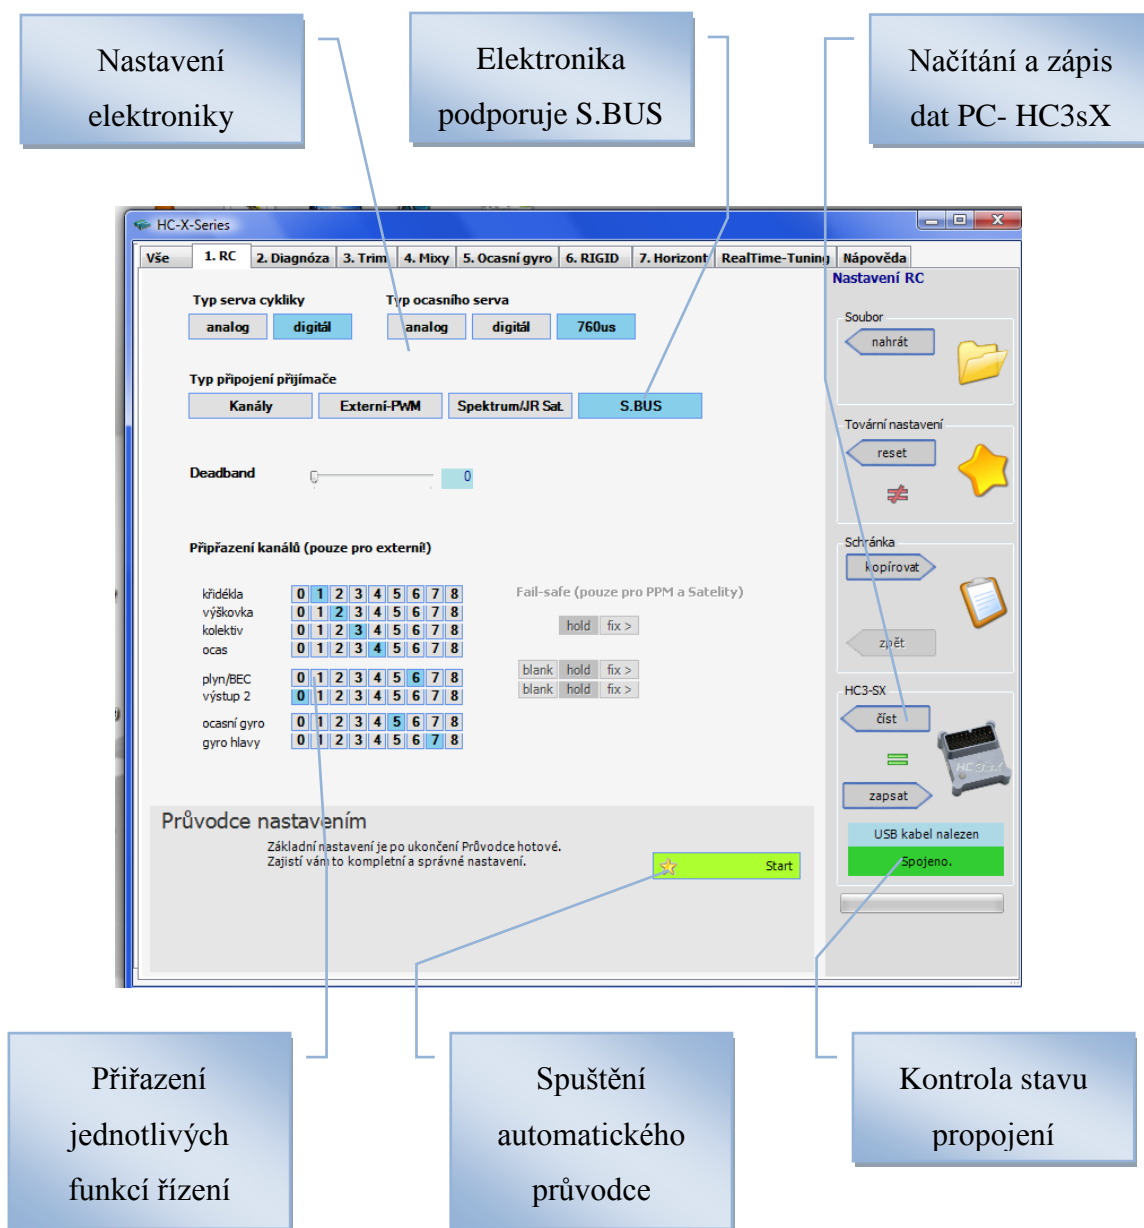 Nastavení
elektroniky
Elektronika
podporuje S.BUS
Načítání a zápis
dat PC- HC3sX
HC-X-Series
Vše 1. RC 2. Diagnóza 3. Trim 4. Mixy 5. Ocasní gyro 6. RIGID 7. Horizont RealTime-Tuning Nápověda
Nastavení RC
Typ serva cykliky Typ ocasního serva
analog digitál analog digitál 760us
Typ připojení přijímače
Kanály Externí-PWM Spektrum/JR Sat. S.BUS
Deadband 0
Připřazení kanálů (pouze pro externí!)
křidékla 0 1 2 3 4 5 6 7 8
výškovka 0 1 2 3 4 5 6 7 8
kolektiv 0 1 2 3 4 5 6 7 8
ocas 0 1 2 3 4 5 6 7 8
plyn/BEC 0 1 2 3 4 5 6 7 8
výstup 2 0 1 2 3 4 5 6 7 8
ocasní gyro 0 1 2 3 4 5 6 7 8
gyro hlavy 0 1 2 3 4 5 6 7 8
Fail-safe (pouze pro PPM a Satelity)
hold fix >
blank hold fix >
blank hold fix >
Soubor
nahrát
Tovární nastavení
reset
Schránka
kopírovat
zpět
HC3-SX
číst
HC 3sX
zapsat
USB kabel nalezen
Spojeno.
Průvodce nastavením
Základní nastavení je po ukončení Průvodce hotové.
Zajistí vám to kompletní a správné nastavení.
Start
Přiřazení
jednotlivých
funkcí řízení
Spuštění
automatického
průvodce
Kontrola stavu
propojení